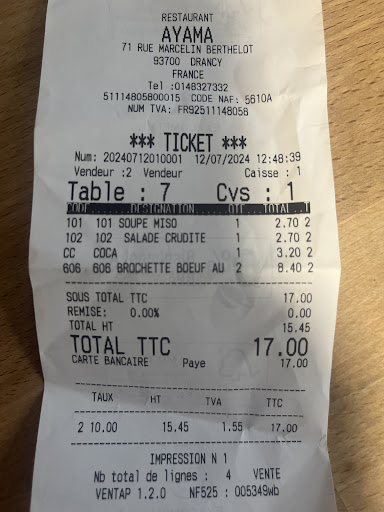 RESTAURANT
AYAMA
71 RUE MARCELIN BERTHELOT
93700 DRANCY
FRANCE
Tel :0148327332
51114805800015 CODE NAF: 5610A
NUM TVA: FR92511148058
*** TICKET ***
Num: 20240712010001 12/07/2024 12:48:39
Vendeur :2 Vendeur Caisse : 1
Table : 7 Cvs : 1
CODE DESIGNATION QTE TOTAL T
101 101 SOUPE MISO 1 2.70 2
102 102 SALADE CRUDITE 1 2.70 2
CC COCA 1 3.20 2
606 606 BROCHETTE BOEUF AU 2 8.40 2
SOUS TOTAL TTC 17.00
REMISE: 0.00% 0.00
TOTAL HT 15.45
TOTAL TTC 17.00
CARTE BANCAIRE Paye 17.00
TAUX HT TVA TTC
2 10.00 15.45 1.55 17.00
IMPRESSION N 1
Nb total de lignes : 4 VENTE
VENTAP 1.2.0 NF525 : 005349wb